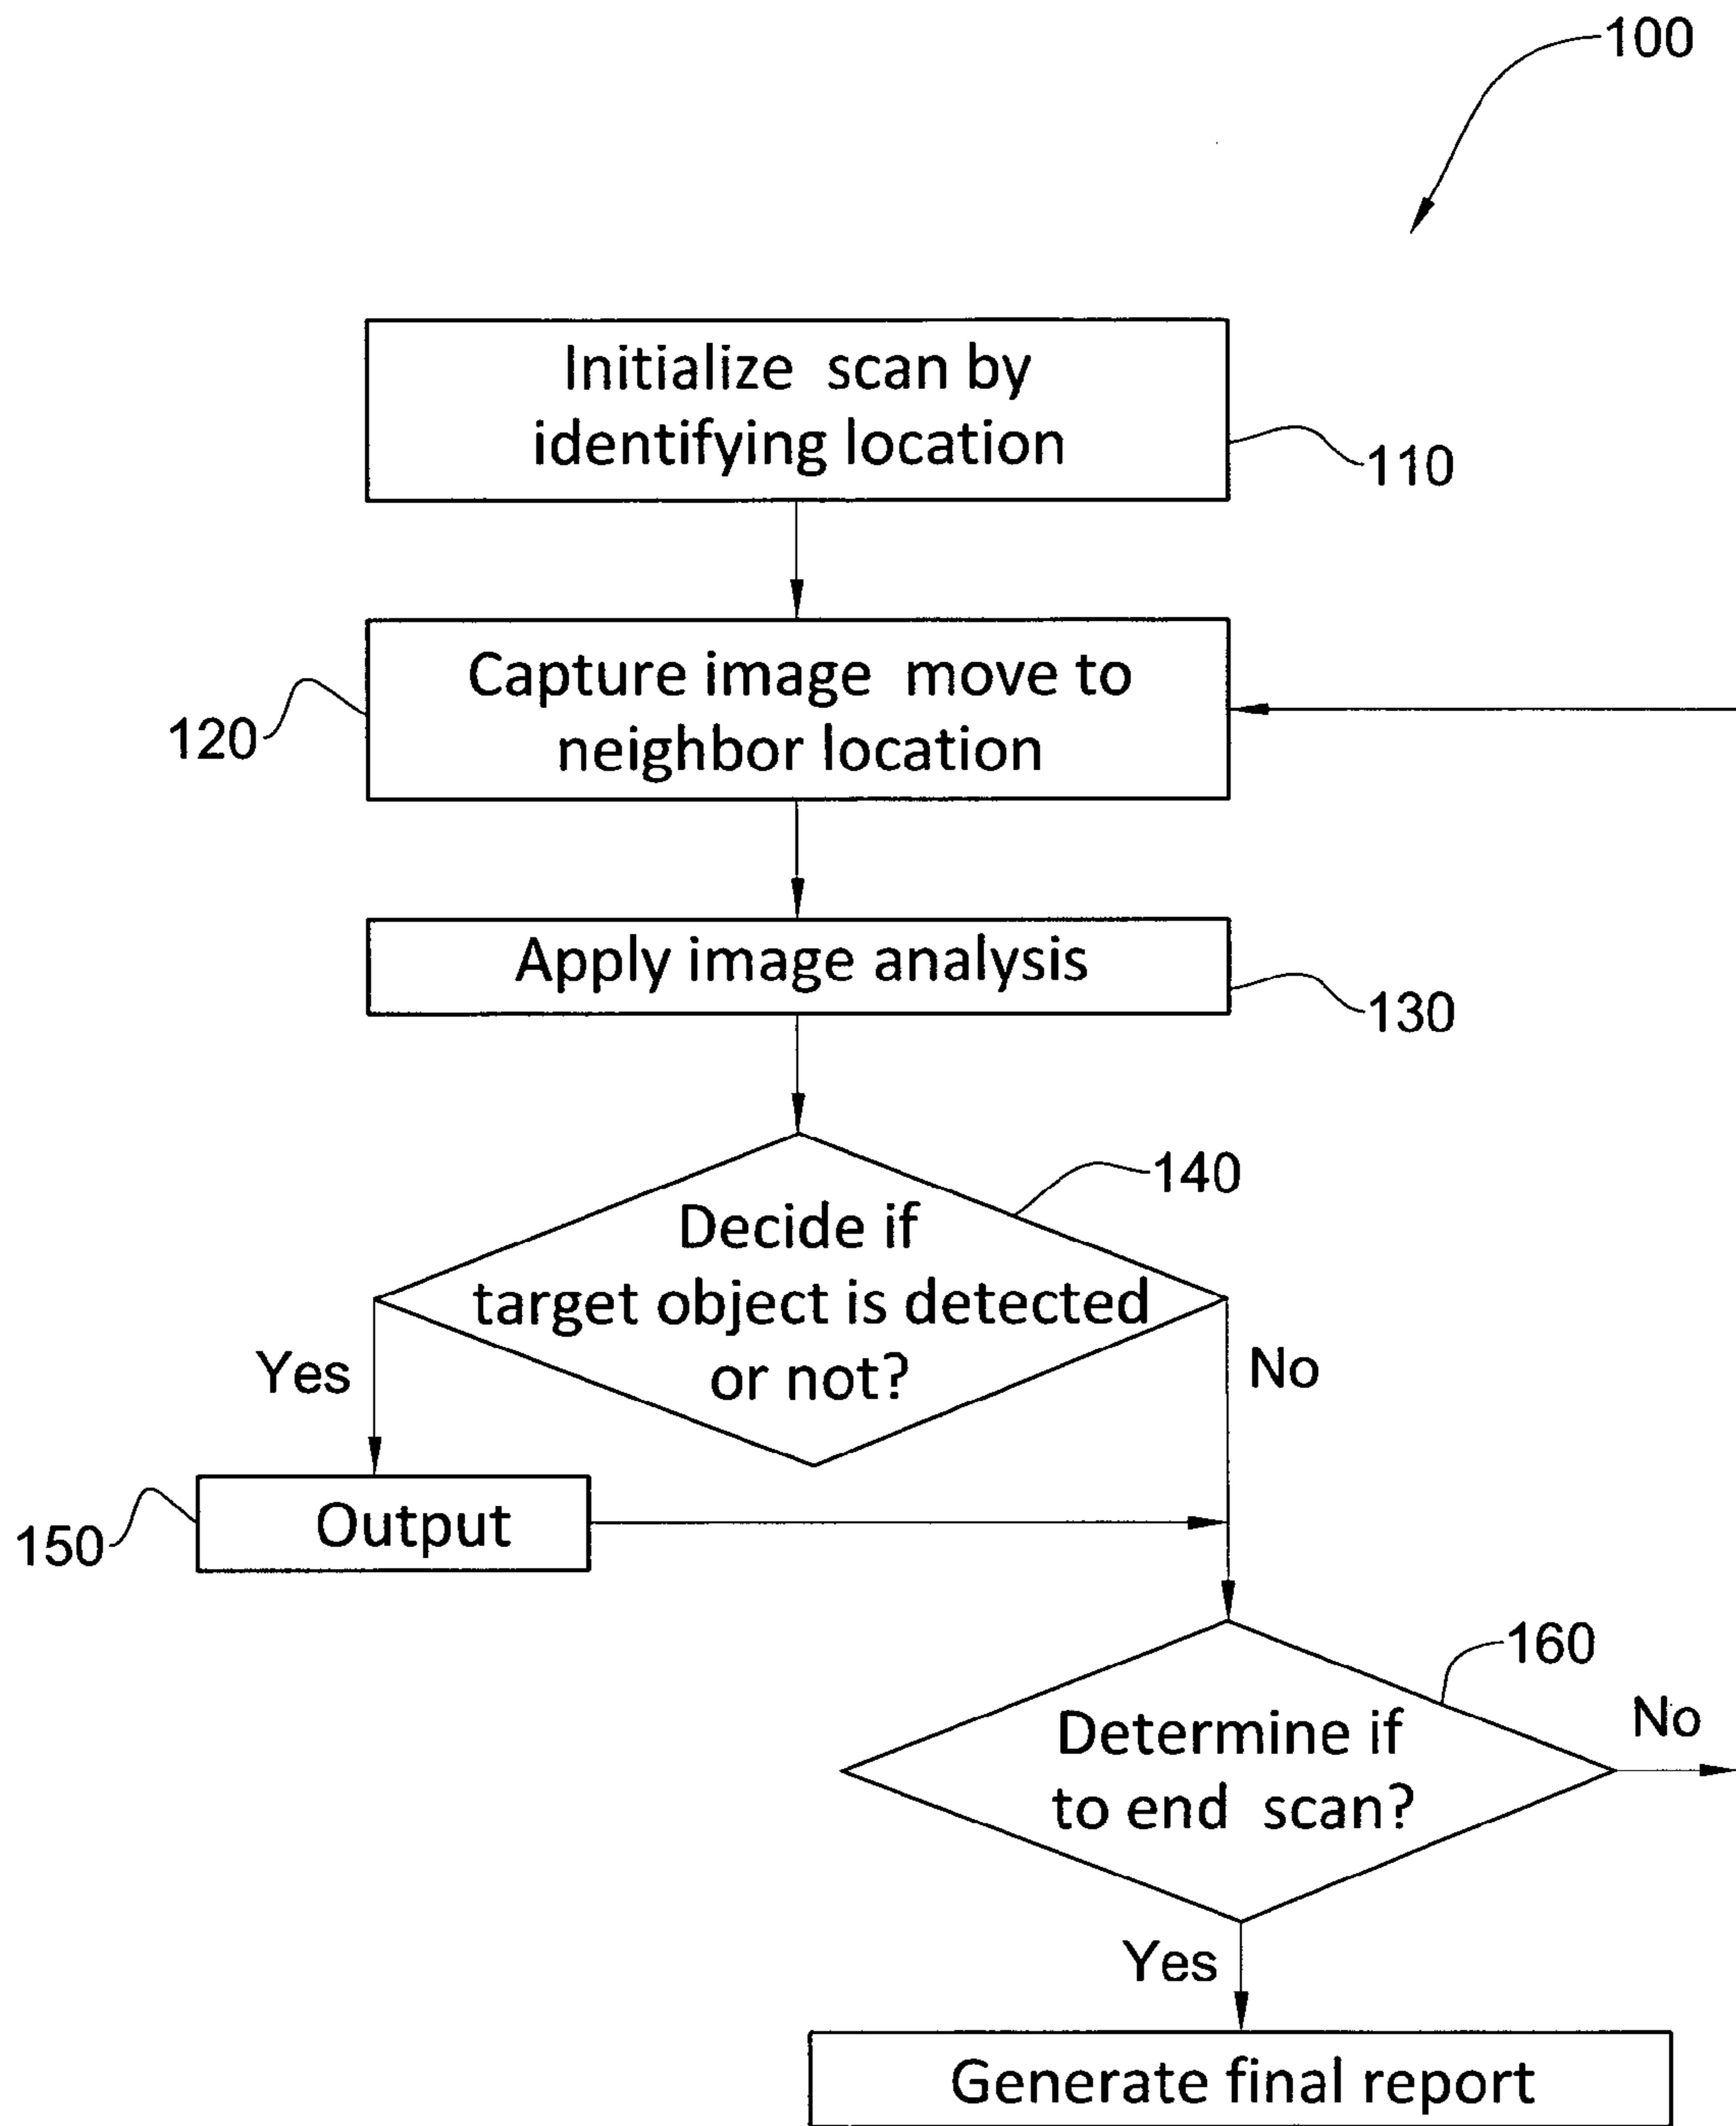 100
Initialize scan by
identifying location
110
Capture image move to
neighbor location
120
Apply image analysis
130
140
Decide if
target object is detected
or not?
Yes
No
150
Output
160
Determine if
to end scan?
No
Yes
Generate final report